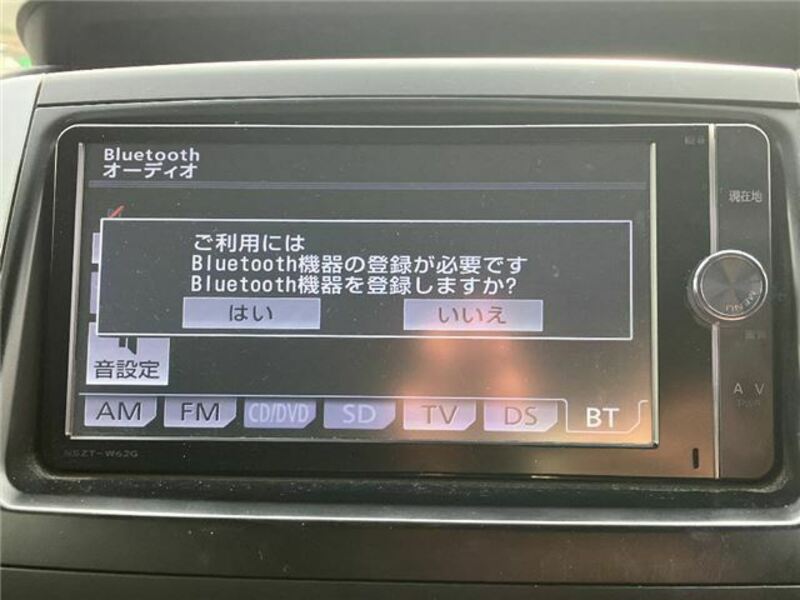 Bluetooth
オーディオ
現在地
ご利用には
Bluetooth機器の登録が必要です
Bluetooth機器を登録しますか?
はい
いいえ
MENU
音設定
AM
FM
CD/DVD
SD
TV
DS
BT
A V
NSZT-W62G